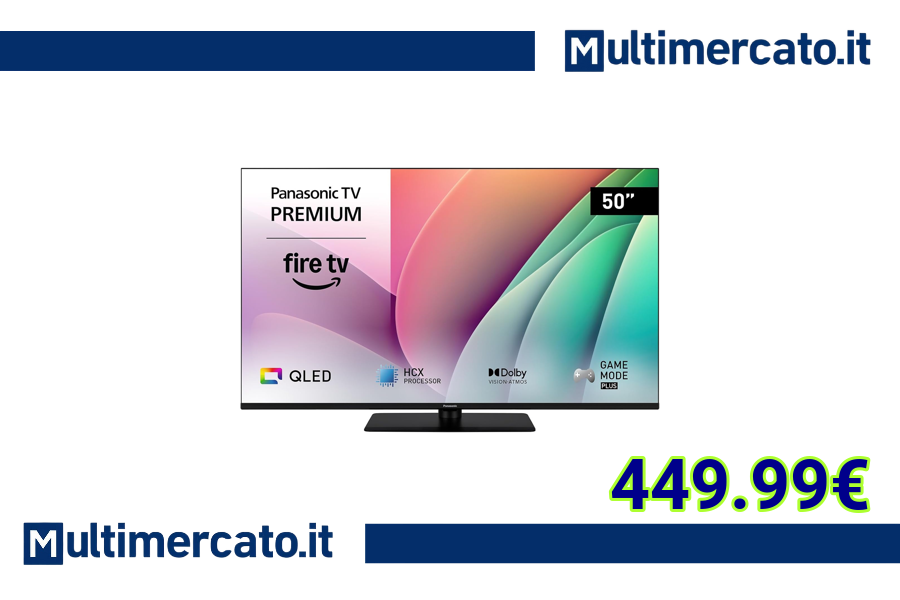 Multimercato.it
Panasonic TV
PREMIUM
fire tv
50”
QLED
HCX
PROCESSOR
Dolby
VISION·ATMOS
GAME
MODE
PLUS
Panasonic
449.99€
Multimercato.it